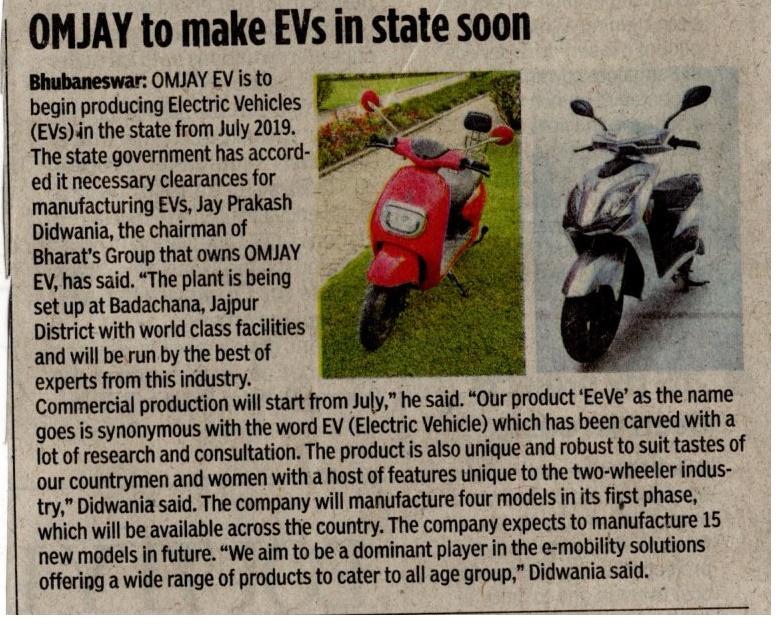 OMJAY to make EVs in state soon
Bhubaneswar: OMJAY EV is to
begin producing Electric Vehicles
(EVs) in the state from July 2019.
The state government has accord-
ed it necessary clearances for
manufacturing EVs, Jay Prakash
Didwania, the chairman of
Bharat's Group that owns OMJAY
EV, has said. “The plant is being
set up at Badachana, Jajpur
District with world class facilities
and will be run by the best of
experts from this industry.
Commercial production will start from July,” he said. “Our product ‘EeVe’ as the name
goes is synonymous with the word EV (Electric Vehicle) which has been carved with a
lot of research and consultation. The product is also unique and robust to suit tastes of
our countrymen and women with a host of features unique to the two-wheeler indus-
try,” Didwania said. The company will manufacture four models in its first phase,
which will be available across the country. The company expects to manufacture 15
new models in future. “We aim to be a dominant player in the e-mobility solutions
offering a wide range of products to cater to all age group,” Didwania said.